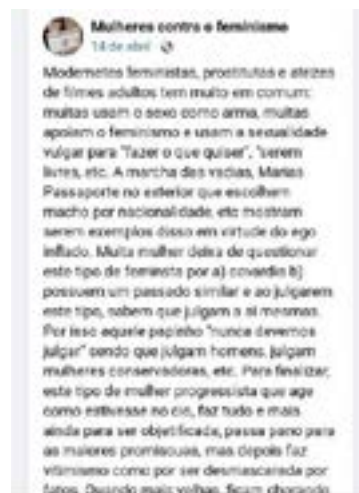 Mulheres contra o feminismo
14 de abril
Modernetes feministas, prostitutas e atrizes
de filmes adultos tem muito em comum:
muitas usam o sexo como arma, muitas
apoiam o feminismo e usam a sexualidade
vulgar para "fazer o que quiser", "serem
livres, etc. A marcha das vadias, Marias
Passaporte no exterior que escolhem
macho por nacionalidade, etc mostram
serem exemplos disso em virtude do ego
inflado. Muita mulher deixa de questionar
este tipo de feminista por a) covardia b)
possuem um passado similar e ao julgarem
este tipo, sabem que julgam a si mesmas.
Por isso aquele papinho "nunca devemos
julgar" sendo que julgam homens, julgam
mulheres conservadoras, etc. Para finalizar,
este tipo de mulher progressista que age
como estivesse no cio, faz tudo e mais
ainda para ser objetificada, passa pano para
as maiores promíscuas, mas depois faz
vitimismo como por ser desmascarada por
fatos. Quando mais velhas, ficam chorando